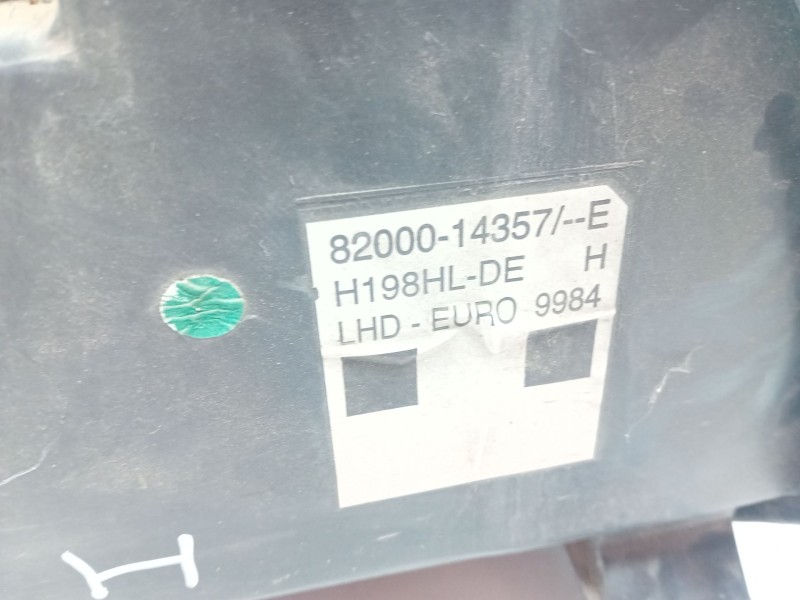 82000-14357/--E
H198HL-DE H
LHD - EURO 9984
H